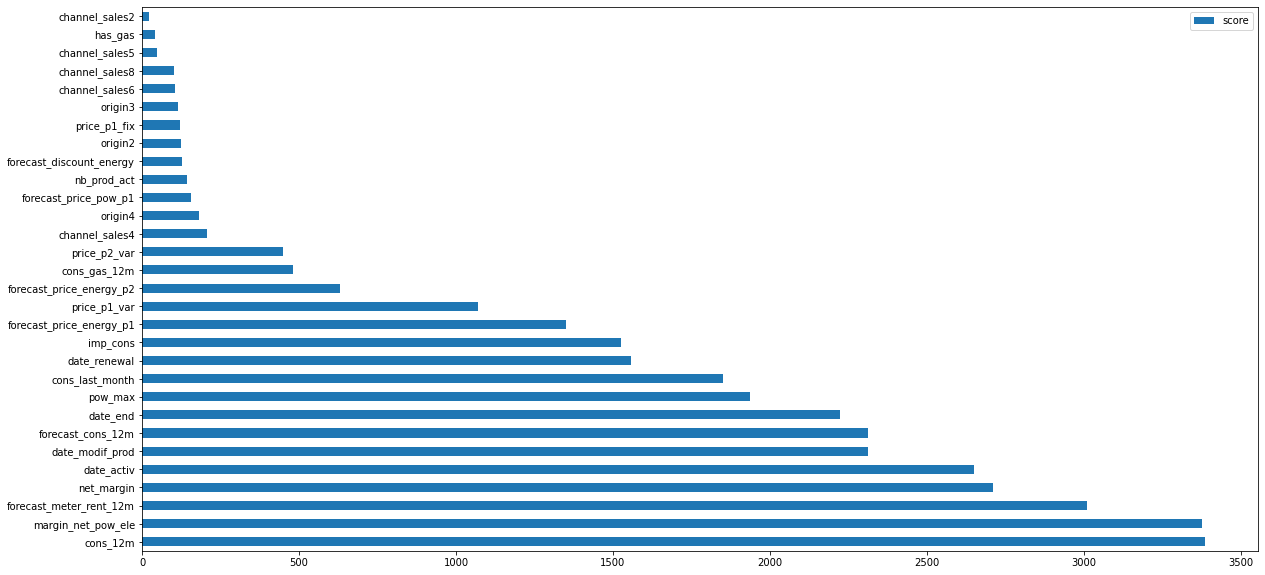 score
channel_sales2
has_gas
channel_sales5
channel_sales8
channel_sales6
origin3
price_p1_fix
origin2
forecast_discount_energy
nb_prod_act
forecast_price_pow_p1
origin4
channel_sales4
price_p2_var
cons_gas_12m
forecast_price_energy_p2
price_p1_var
forecast_price_energy_p1
imp_cons
date_renewal
cons_last_month
pow_max
date_end
forecast_cons_12m
date_modif_prod
date_activ
net_margin
forecast_meter_rent_12m
margin_net_pow_ele
cons_12m
0 500 1000 1500 2000 2500 3000 3500